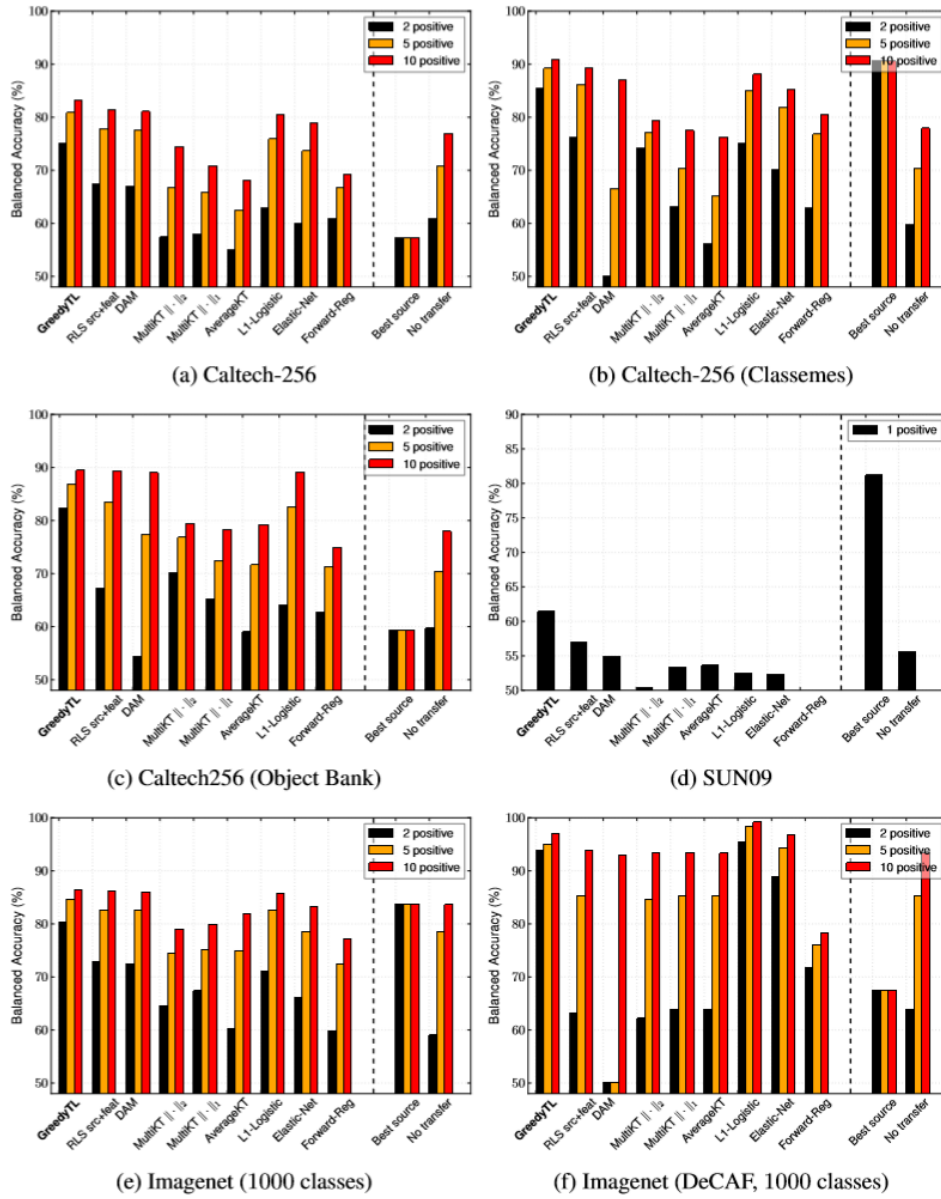 100
90
80
70
60
50
Balanced Accuracy (%)
2 positive
5 positive
10 positive
GreedyTL
RLS src+feat
DAM
MultiKT || · ||₂
MultiKT || · ||₁
AverageKT
L1-Logistic
Elastic-Net
Forward-Reg
Best source
No transfer
(a) Caltech-256
100
90
80
70
60
50
Balanced Accuracy (%)
2 positive
5 positive
10 positive
GreedyTL
RLS src+feat
DAM
MultiKT || · ||₂
MultiKT || · ||₁
AverageKT
L1-Logistic
Elastic-Net
Forward-Reg
Best source
No transfer
(b) Caltech-256 (Classemes)
100
90
80
70
60
50
Balanced Accuracy (%)
2 positive
5 positive
10 positive
GreedyTL
RLS src+feat
DAM
MultiKT || · ||₂
MultiKT || · ||₁
AverageKT
L1-Logistic
Forward-Reg
Best source
No transfer
(c) Caltech256 (Object Bank)
90
85
80
75
70
65
60
55
50
Balanced Accuracy (%)
1 positive
GreedyTL
RLS src+feat
DAM
MultiKT || · ||₂
MultiKT || · ||₁
AverageKT
L1-Logistic
Elastic-Net
Forward-Reg
Best source
No transfer
(d) SUN09
100
90
80
70
60
50
Balanced Accuracy (%)
2 positive
5 positive
10 positive
GreedyTL
RLS src+feat
DAM
MultiKT || · ||₂
MultiKT || · ||₁
AverageKT
L1-Logistic
Elastic-Net
Forward-Reg
Best source
No transfer
(e) Imagenet (1000 classes)
100
90
80
70
60
50
Balanced Accuracy (%)
2 positive
5 positive
10 positive
GreedyTL
RLS src+feat
DAM
MultiKT || · ||₂
MultiKT || · ||₁
AverageKT
L1-Logistic
Elastic-Net
Forward-Reg
Best source
No transfer
(f) Imagenet (DeCAF, 1000 classes)